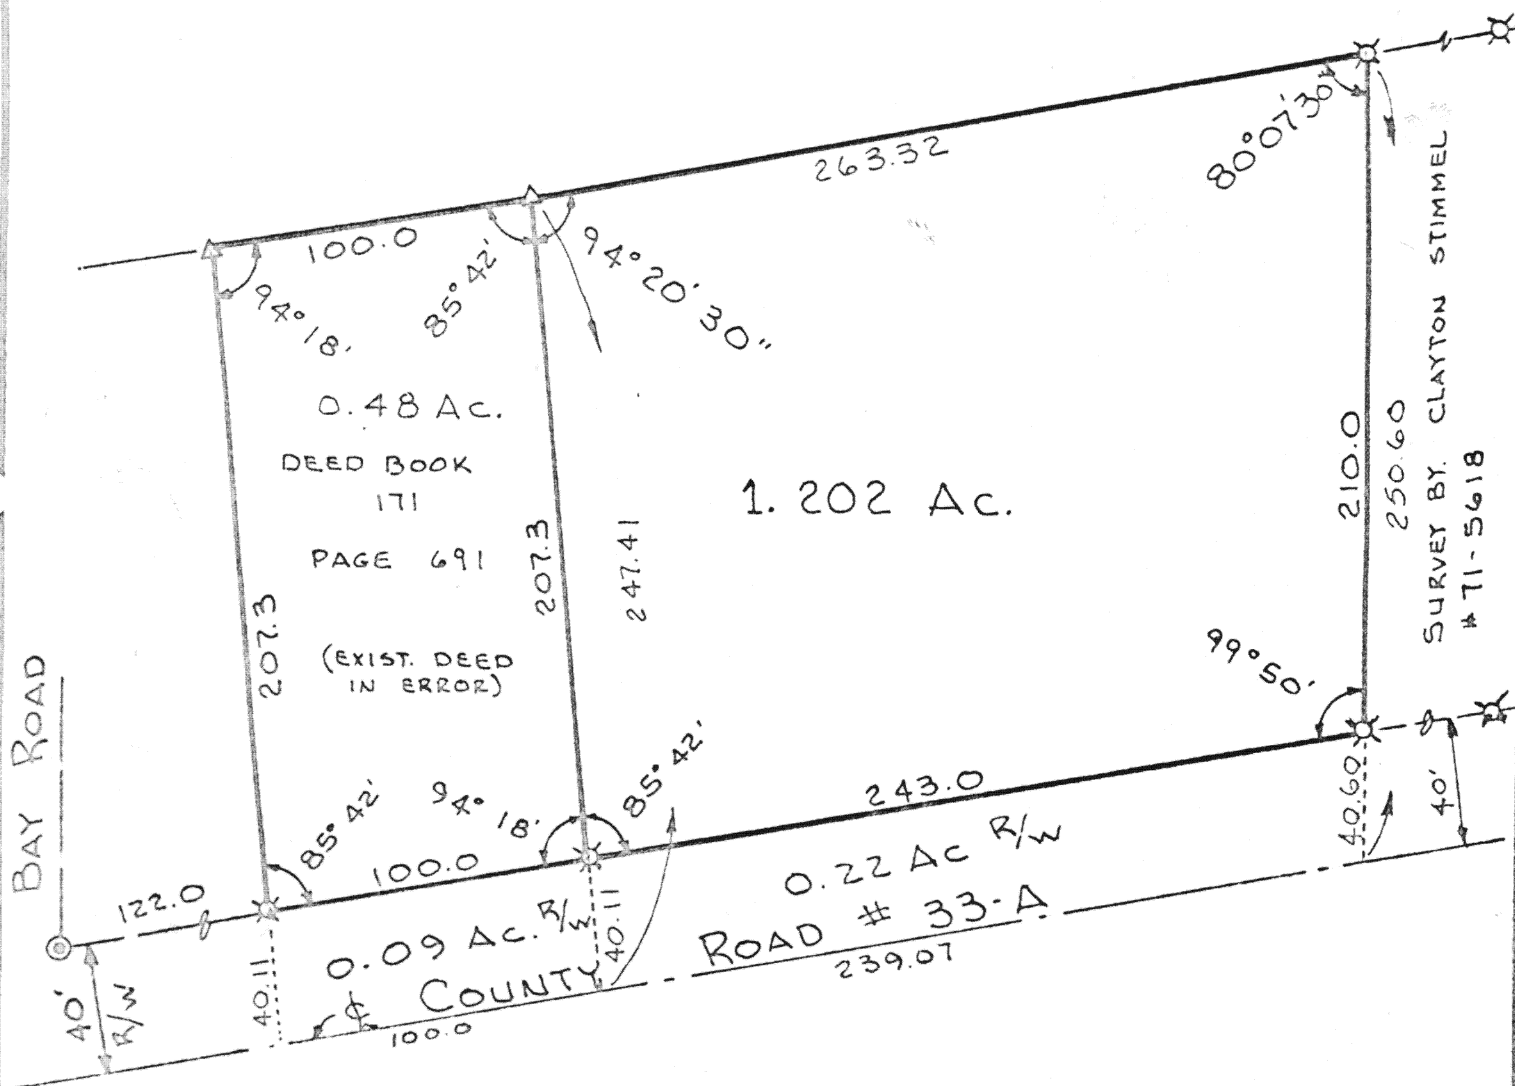 263.32
80°07'30"
100.0
94°18'
85°42'
94°20'30"
0.48 AC.
DEED BOOK
171
PAGE 691
(EXIST. DEED
IN ERROR)
207.3
207.3
247.41
1.202 AC.
210.0
250.60
SURVEY BY. CLAYTON STIMMEL
# 71-5618
99°50'
BAY ROAD
122.0
85°42'
94°18'
100.0
85°42'
243.0
40.60
40'
40'
R/W
40.11
0.09 AC. R/W
40.11
0.22 AC R/W
COUNTY ROAD # 33-A
℄
100.0
239.07